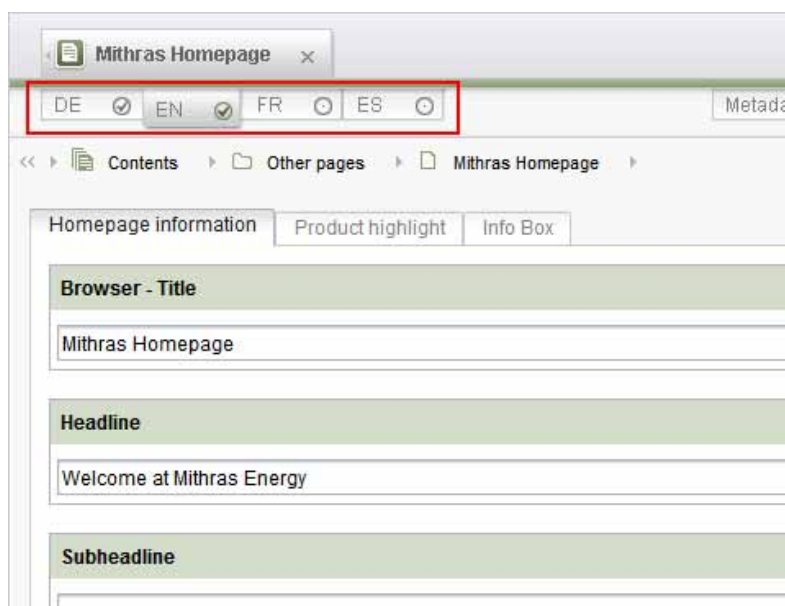 Mithras Homepage
DE EN FR ES
Metada
Contents Other pages Mithras Homepage
Homepage information Product highlight Info Box
Browser - Title
Mithras Homepage
Headline
Welcome at Mithras Energy
Subheadline